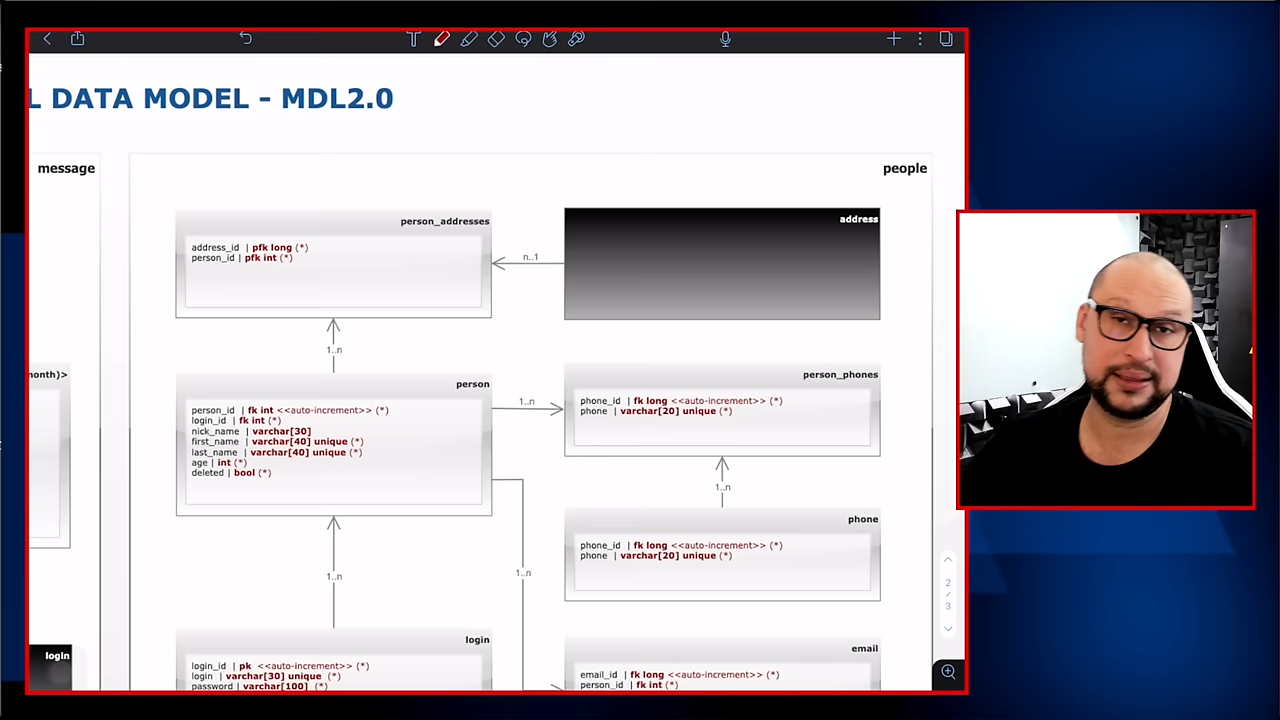 L DATA MODEL - MDL2.0
message
people
person_addresses
address_id | pfk long (*)
person_id | pfk int (*)
n..1
address
1..n
onth)>
person
person_id | fk int <<auto-increment>> (*)
login_id | fk int (*)
nick_name | varchar[30]
first_name | varchar[40] unique (*)
last_name | varchar[40] unique (*)
age | int (*)
deleted | bool (*)
1..n
person_phones
phone_id | fk long <<auto-increment>> (*)
phone | varchar[20] unique (*)
1..n
phone
phone_id | fk long <<auto-increment>> (*)
phone | varchar[20] unique (*)
1..n
1..n
2
/
3
login
login
login_id | pk <<auto-increment>> (*)
login | varchar[30] unique (*)
password | varchar[100] (*)
email
email_id | fk long <<auto-increment>> (*)
person_id | fk int (*)